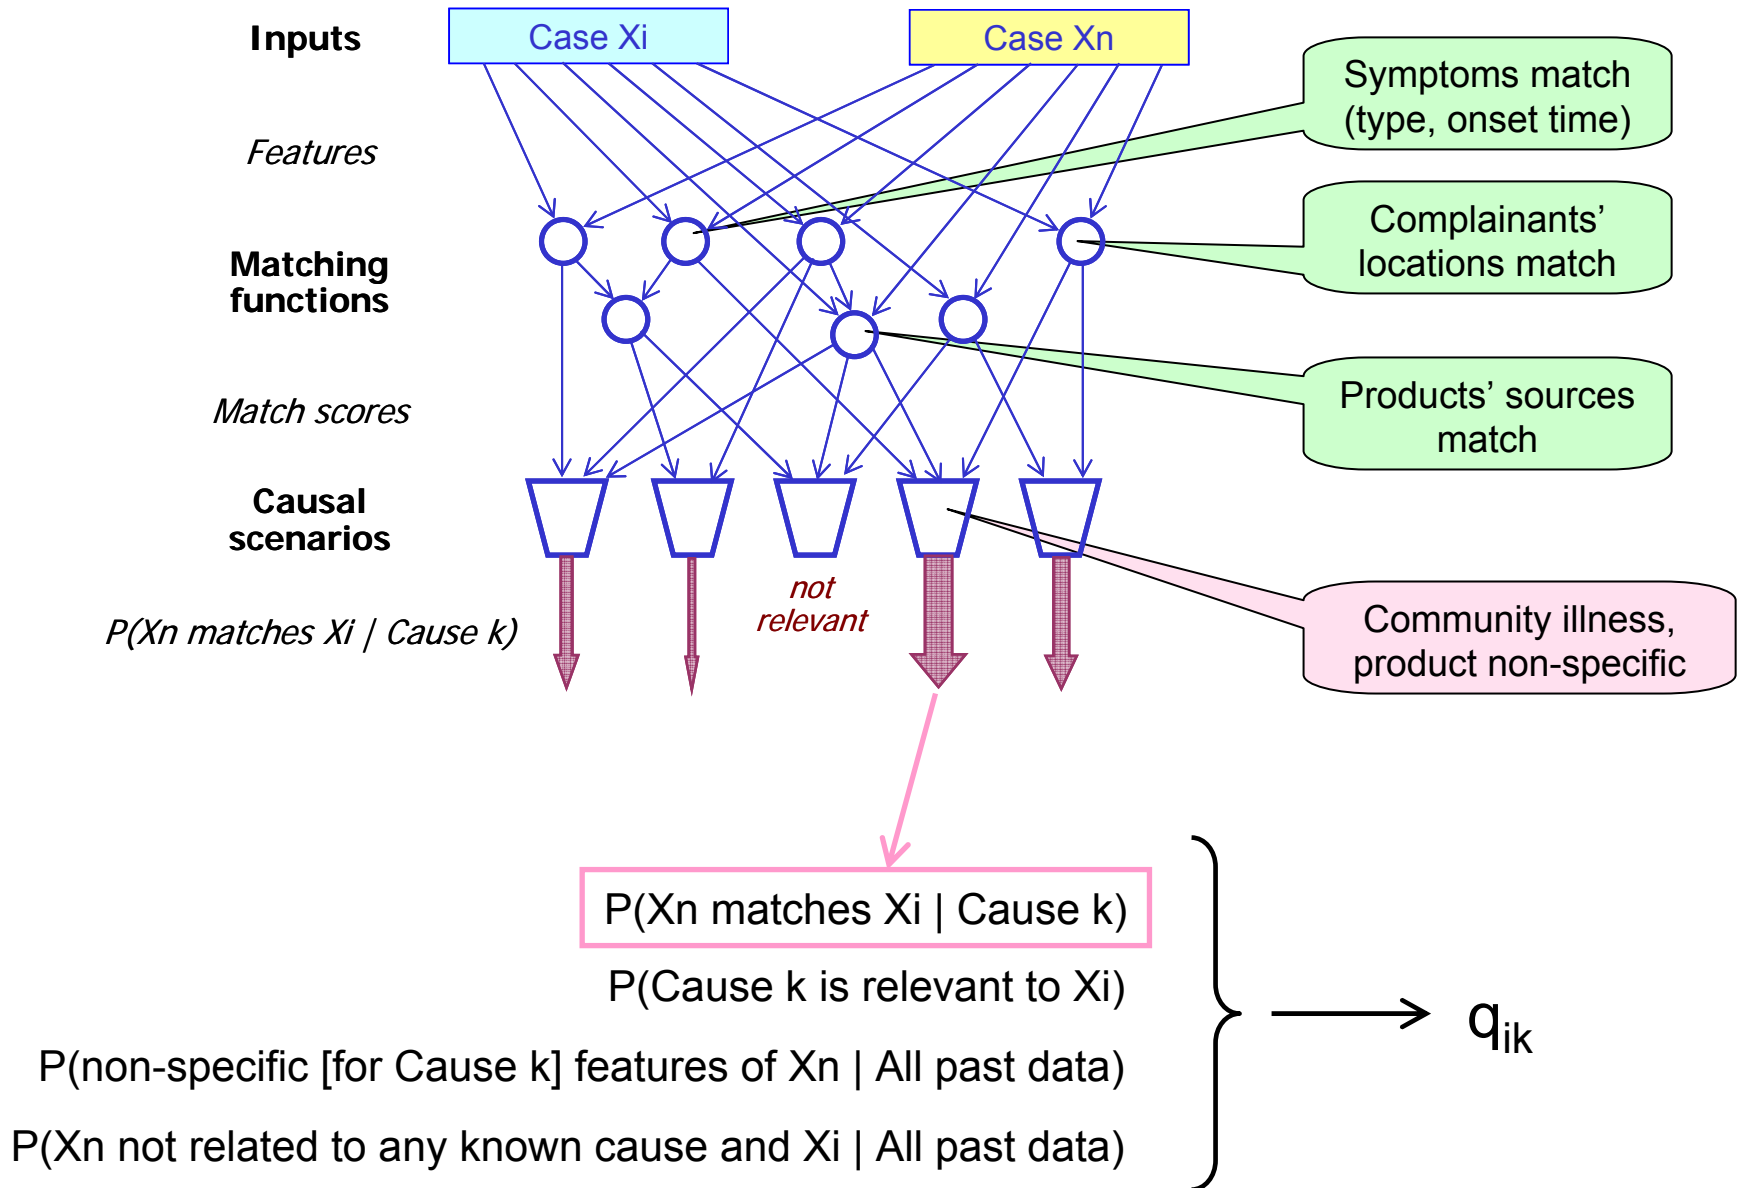 Inputs
Case Xi
Case Xn
Symptoms match
(type, onset time)
Features
Complainants’
locations match
Matching
functions
Products’ sources
match
Match scores
Causal
scenarios
not
relevant
P(Xn matches Xi | Cause k)
Community illness,
product non-specific
P(Xn matches Xi | Cause k)
P(Cause k is relevant to Xi)
P(non-specific [for Cause k] features of Xn | All past data)
P(Xn not related to any known cause and Xi | All past data)
qik